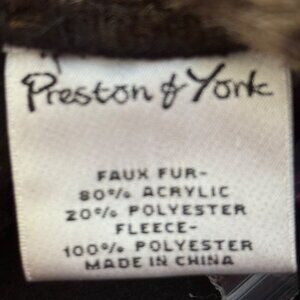 Preston & York
FAUX FUR-
80% ACRYLIC
20% POLYESTER
FLEECE-
100% POLYESTER
MADE IN CHINA